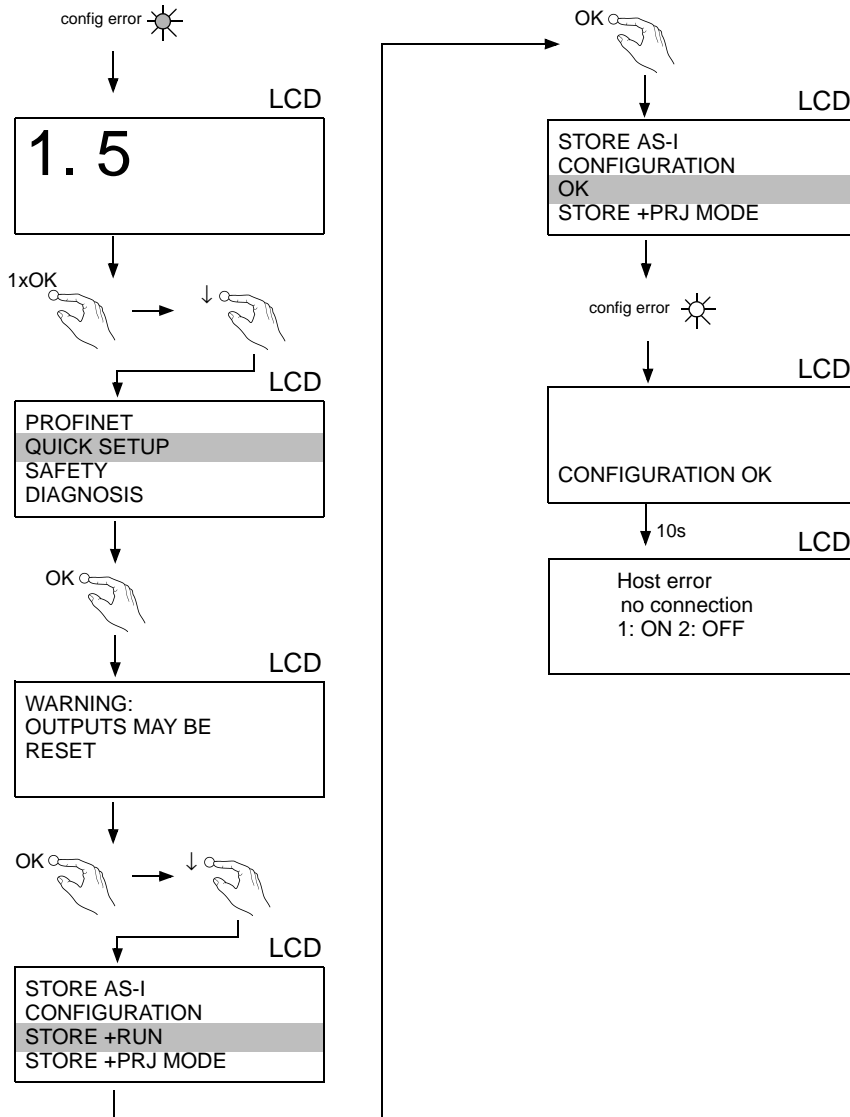 config error
LCD
1. 5
1xOK
↓
LCD
PROFINET
QUICK SETUP
SAFETY
DIAGNOSIS
OK
LCD
WARNING:
OUTPUTS MAY BE
RESET
OK
↓
LCD
STORE AS-I
CONFIGURATION
STORE +RUN
STORE +PRJ MODE
OK
LCD
STORE AS-I
CONFIGURATION
OK
STORE +PRJ MODE
config error
LCD
CONFIGURATION OK
10s
LCD
Host error
no connection
1: ON 2: OFF